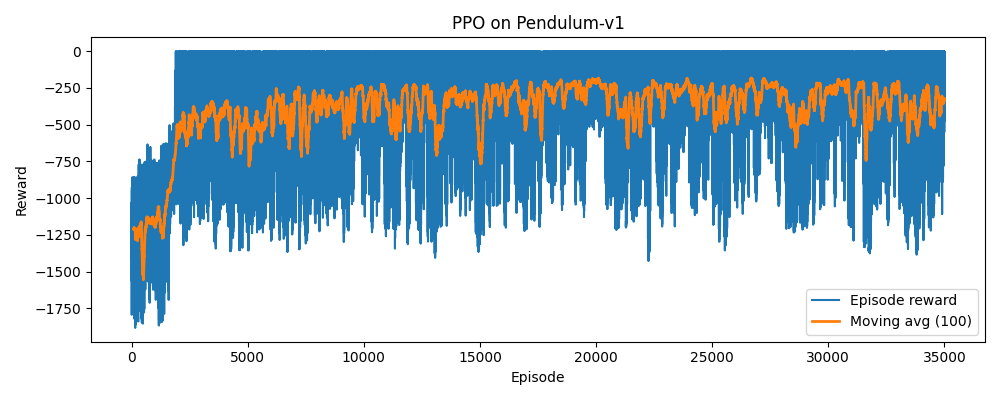 PPO on Pendulum-v1
Reward
0
−250
−500
−750
−1000
−1250
−1500
−1750
Episode reward
Moving avg (100)
0 5000 10000 15000 20000 25000 30000 35000
Episode